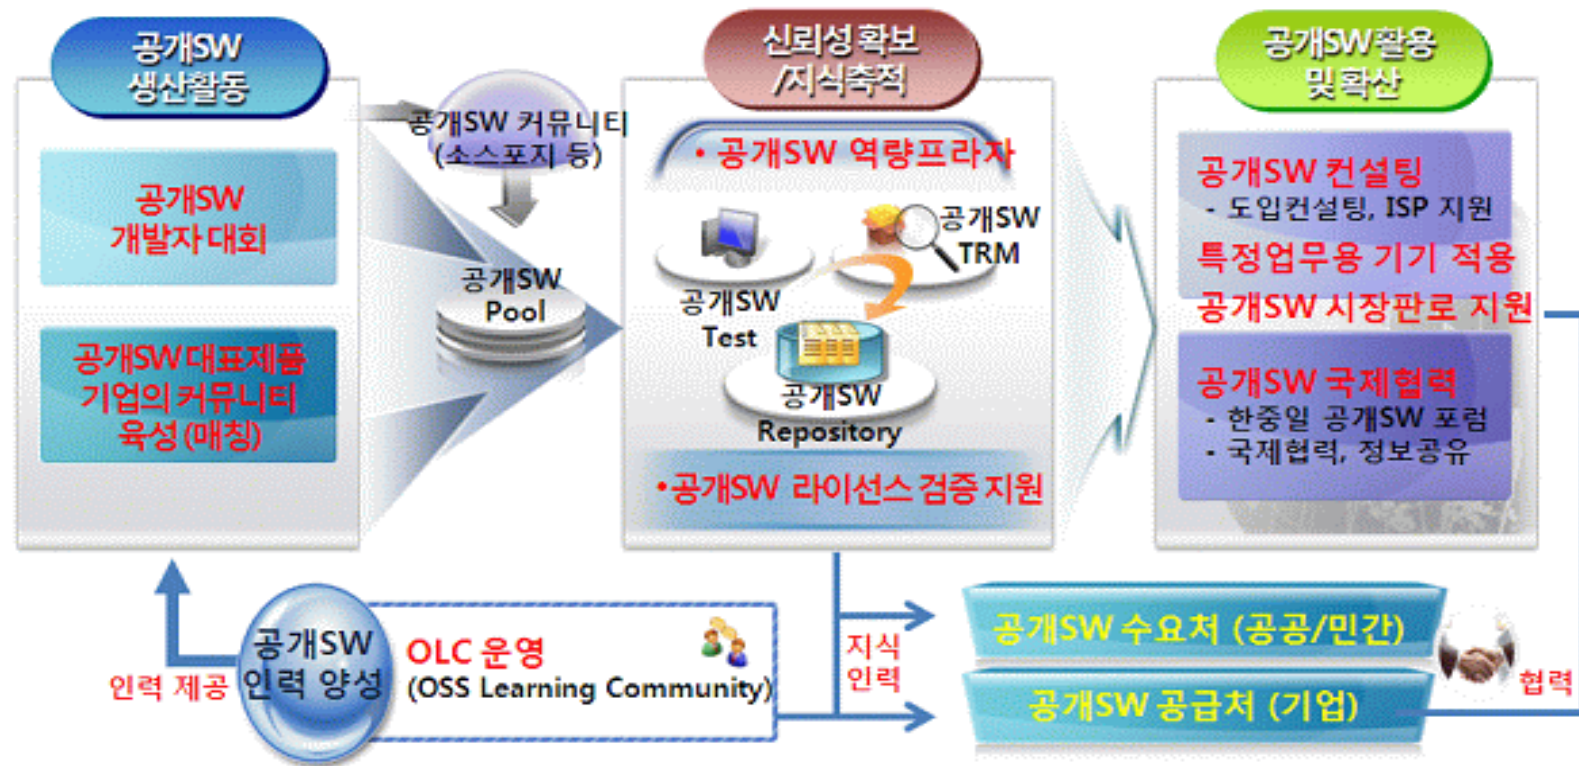 공개SW
생산활동
공개SW
개발자 대회
공개SW 대표제품
기업의 커뮤니티
육성 (매칭)
공개SW 커뮤니티
(소스포지 등)
공개SW
Pool
신뢰성 확보
/지식축적
• 공개SW 역량프라자
공개SW
TRM
공개SW
Test
공개SW
Repository
•공개SW 라이선스 검증 지원
공개SW 활용
및 확산
공개SW 컨설팅
- 도입컨설팅, ISP 지원
특정업무용 기기 적용
공개SW 시장판로 지원
공개SW 국제협력
- 한중일 공개SW 포럼
- 국제협력, 정보공유
인력 제공
공개SW
인력 양성
OLC 운영
(OSS Learning Community)
지식
인력
공개SW 수요처 (공공/민간)
공개SW 공급처 (기업)
협력